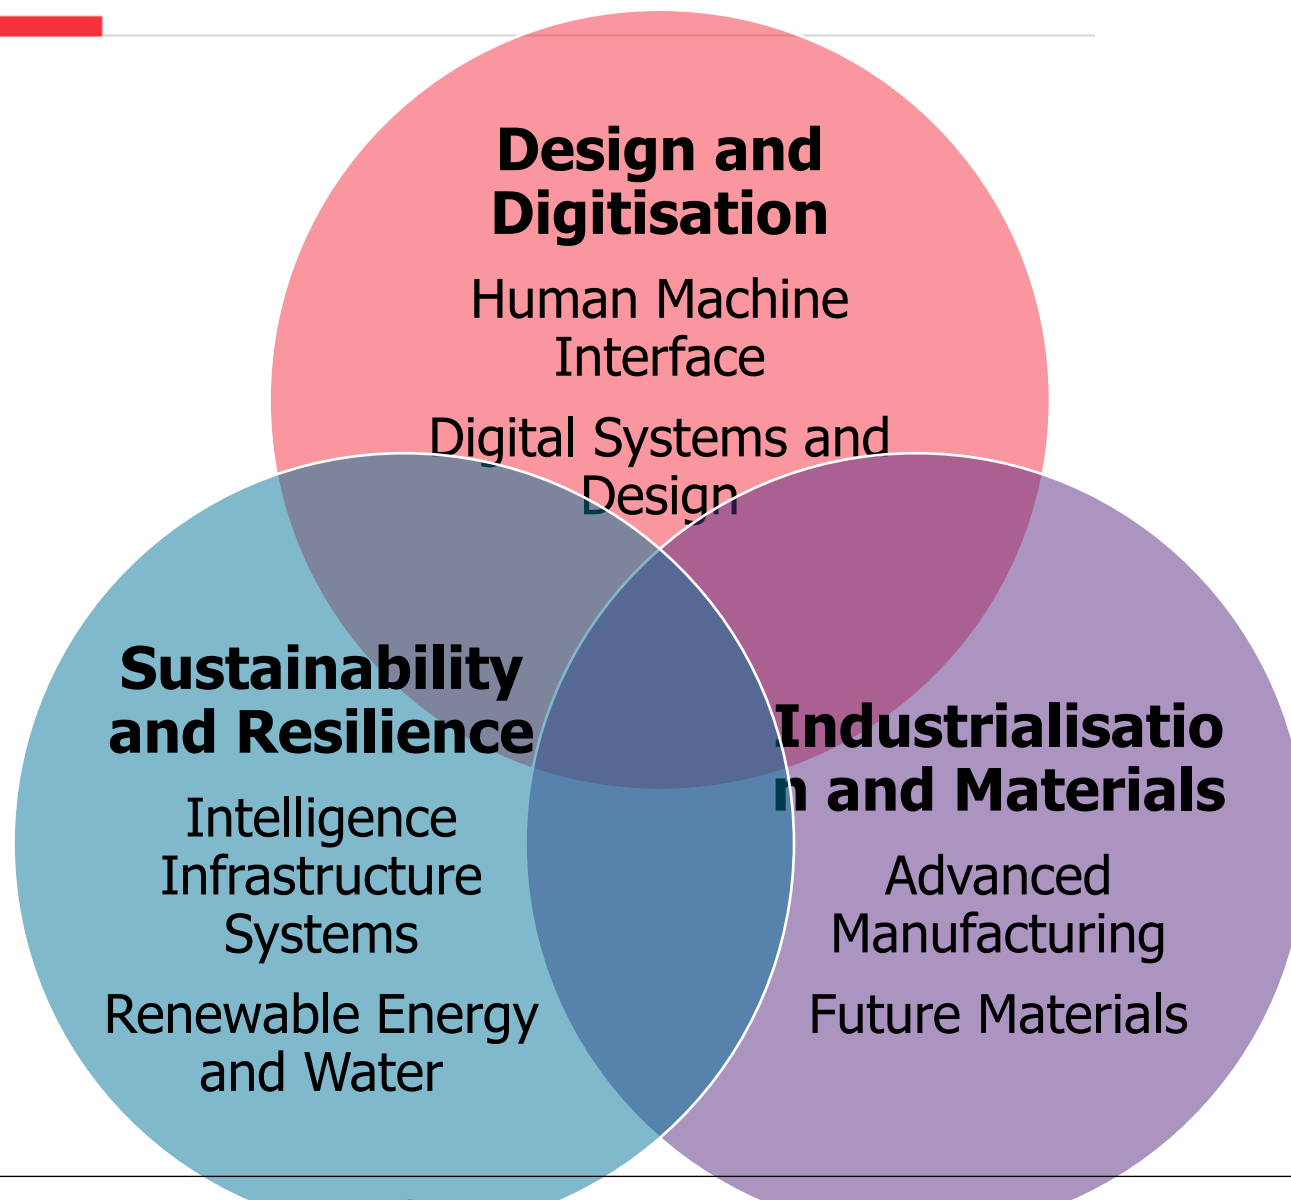 Design and
Digitisation
Human Machine
Interface
Digital Systems and
Design
Sustainability
and Resilience
Intelligence
Infrastructure
Systems
Renewable Energy
and Water
Industrialisatio
n and Materials
Advanced
Manufacturing
Future Materials